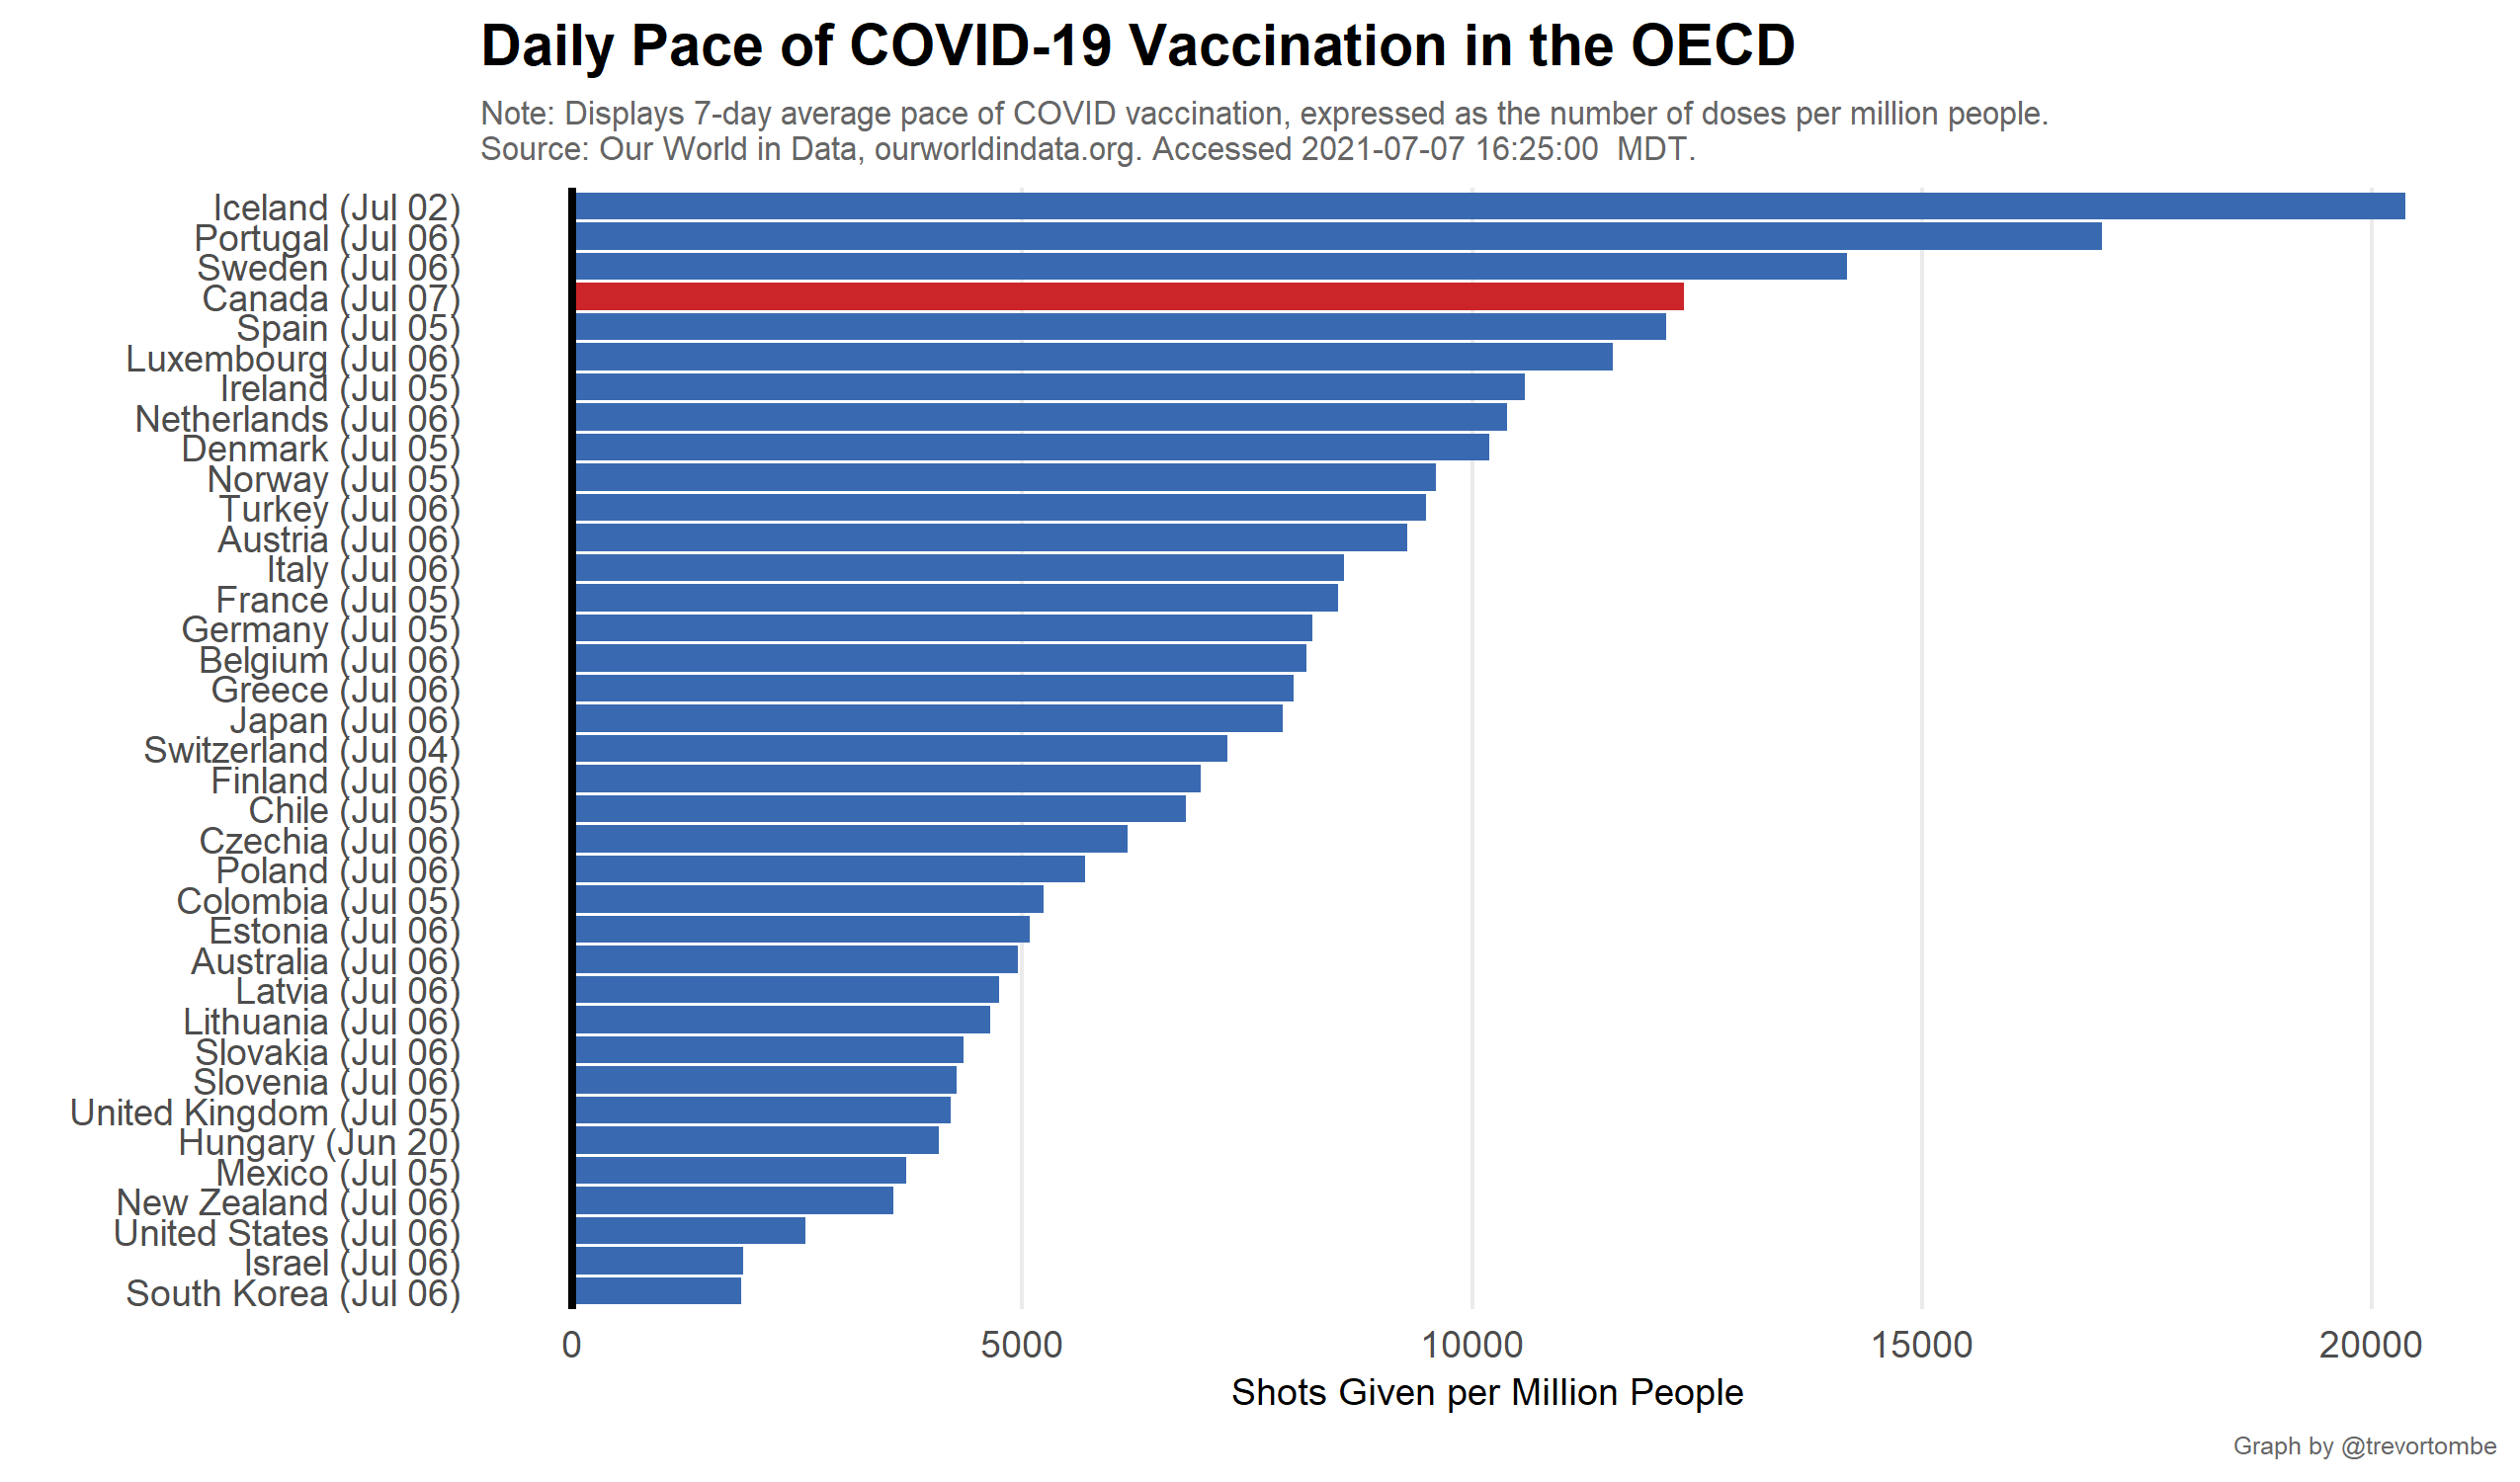 Daily Pace of COVID-19 Vaccination in the OECD
Note: Displays 7-day average pace of COVID vaccination, expressed as the number of doses per million people.
Source: Our World in Data, ourworldindata.org. Accessed 2021-07-07 16:25:00  MDT.
Iceland (Jul 02)
Portugal (Jul 06)
Sweden (Jul 06)
Canada (Jul 07)
Spain (Jul 05)
Luxembourg (Jul 06)
Ireland (Jul 05)
Netherlands (Jul 06)
Denmark (Jul 05)
Norway (Jul 05)
Turkey (Jul 06)
Austria (Jul 06)
Italy (Jul 06)
France (Jul 05)
Germany (Jul 05)
Belgium (Jul 06)
Greece (Jul 06)
Japan (Jul 06)
Switzerland (Jul 04)
Finland (Jul 06)
Chile (Jul 05)
Czechia (Jul 06)
Poland (Jul 06)
Colombia (Jul 05)
Estonia (Jul 06)
Australia (Jul 06)
Latvia (Jul 06)
Lithuania (Jul 06)
Slovakia (Jul 06)
Slovenia (Jul 06)
United Kingdom (Jul 05)
Hungary (Jun 20)
Mexico (Jul 05)
New Zealand (Jul 06)
United States (Jul 06)
Israel (Jul 06)
South Korea (Jul 06)
0 5000 10000 15000 20000
Shots Given per Million People
Graph by @trevortombe